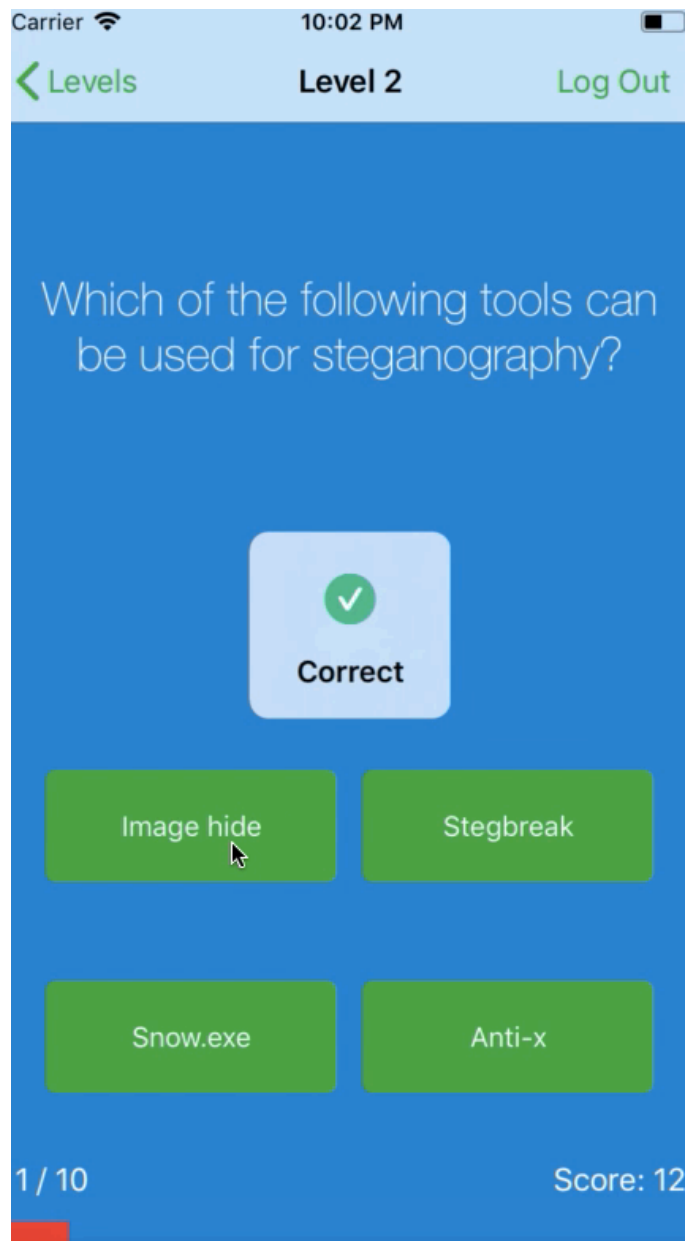 Carrier 10:02 PM
Levels Level 2 Log Out
Which of the following tools can
be used for steganography?
Correct
Image hide Stegbreak
Snow.exe Anti-x
1 / 10 Score: 12